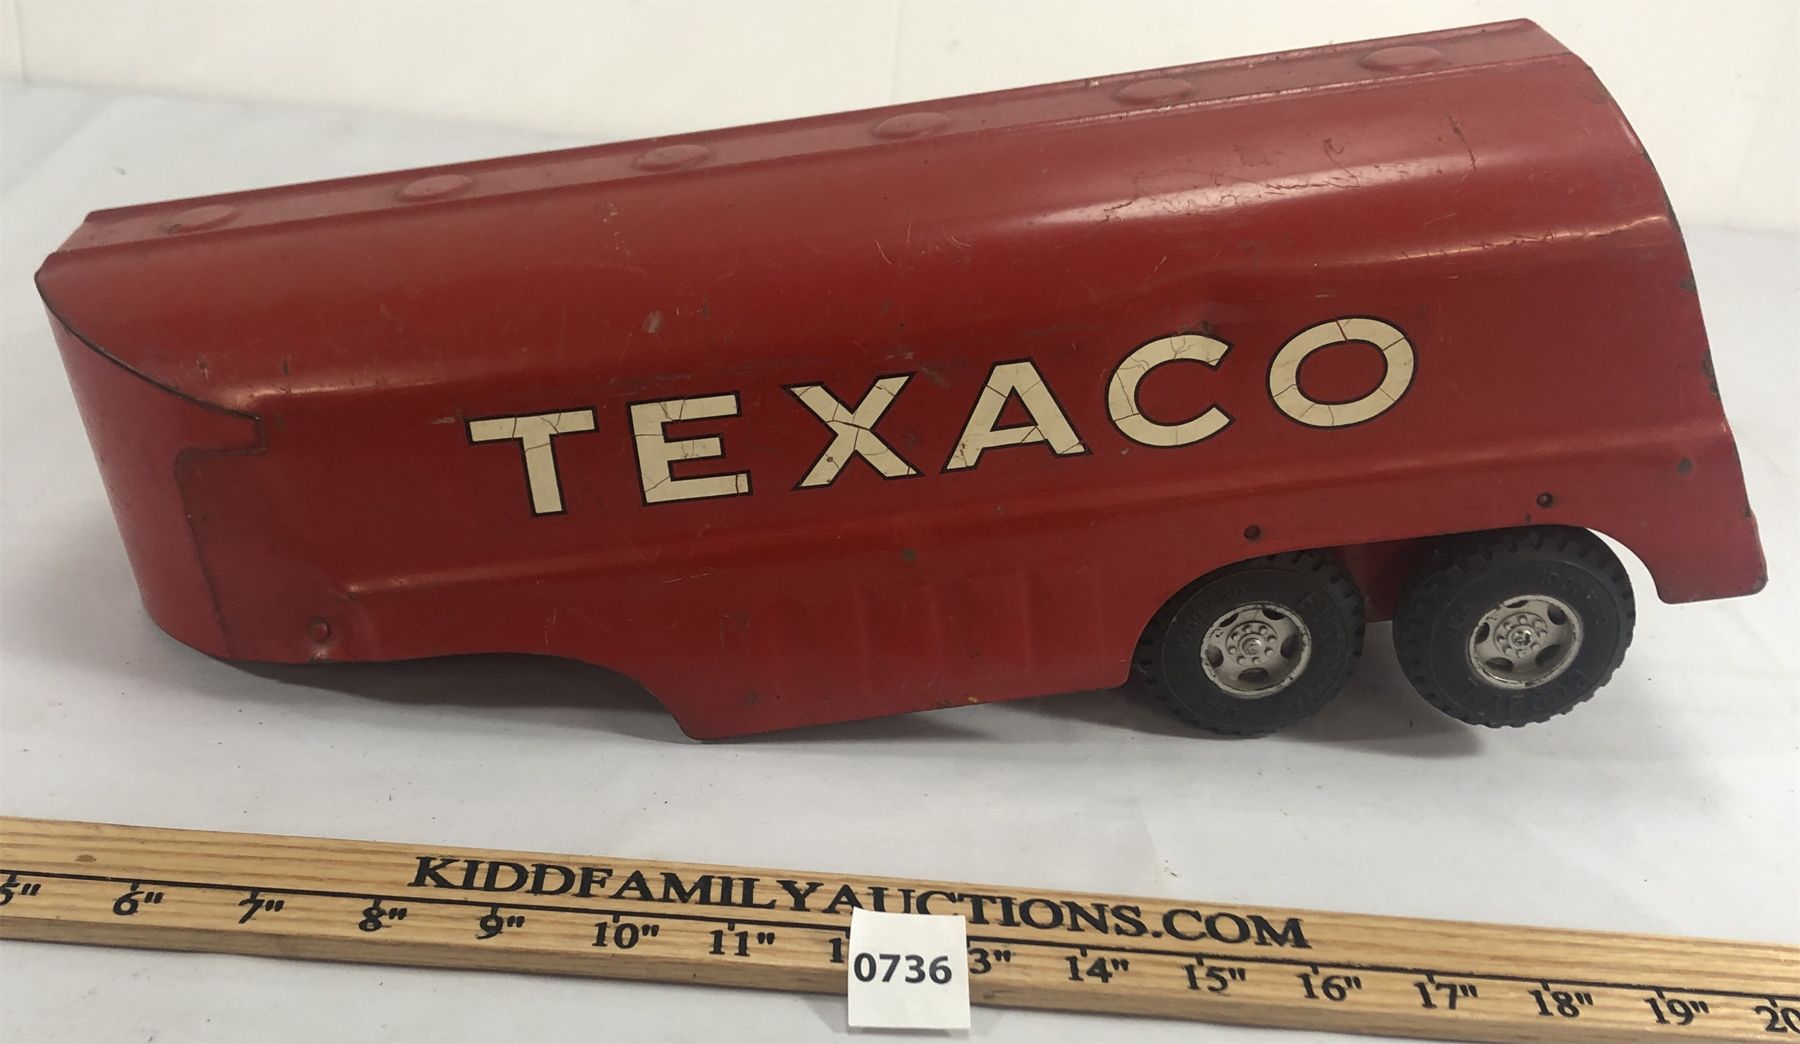 TEXACO
KIDDFAMILYAUCTIONS.COM
5" 6" 7" 8" 9" 10" 11" 1 3" 14" 15" 16" 17" 18" 19" 20
0736